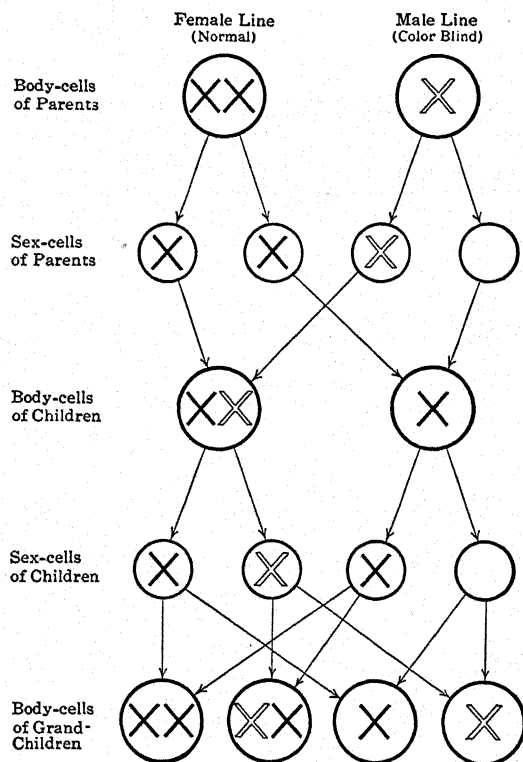 Female Line
(Normal)
Male Line
(Color Blind)
Body-cells
of Parents
Sex-cells
of Parents
Body-cells
of Children
Sex-cells
of Children
Body-cells
of Grand-
Children